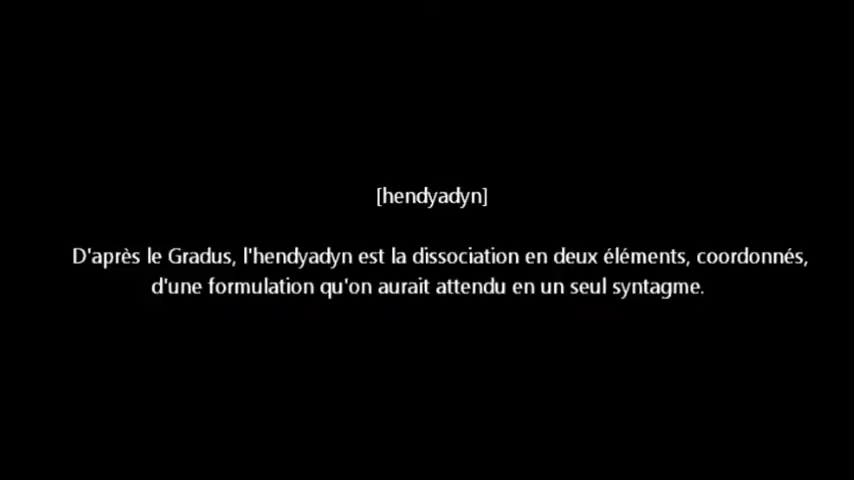 [hendyadyn]
D'après le Gradus, l'hendyadyn est la dissociation en deux éléments, coordonnés,
d'une formulation qu'on aurait attendu en un seul syntagme.